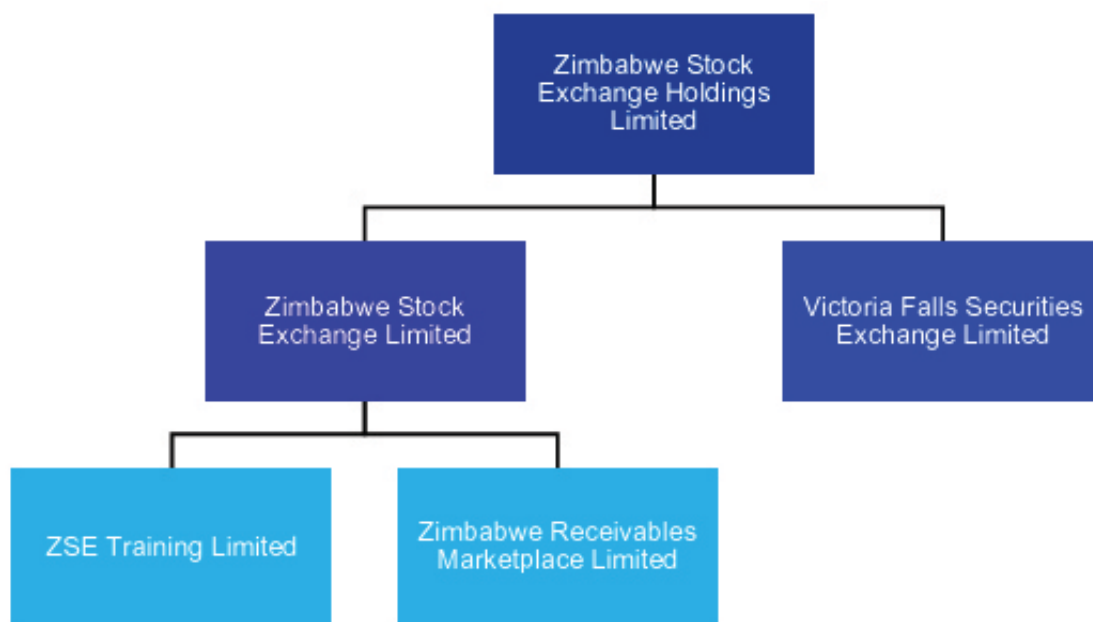 Zimbabwe Stock
Exchange Holdings
Limited
Zimbabwe Stock
Exchange Limited
Victoria Falls Securities
Exchange Limited
ZSE Training Limited
Zimbabwe Receivables
Marketplace Limited